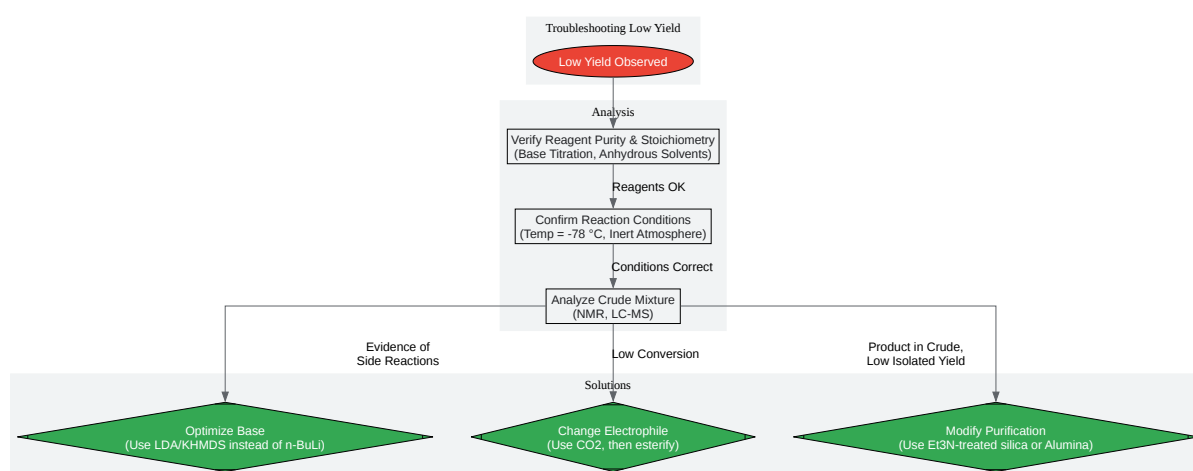 Troubleshooting Low Yield
Low Yield Observed
Analysis
Verify Reagent Purity & Stoichiometry
(Base Titration, Anhydrous Solvents)
Reagents OK
Confirm Reaction Conditions
(Temp = -78 °C, Inert Atmosphere)
Conditions Correct
Analyze Crude Mixture
(NMR, LC-MS)
Evidence of
Side Reactions
Low Conversion
Product in Crude,
Low Isolated Yield
Solutions
Optimize Base
(Use LDA/KHMDS instead of n-BuLi)
Change Electrophile
(Use CO2, then esterify)
Modify Purification
(Use Et3N-treated silica or Alumina)